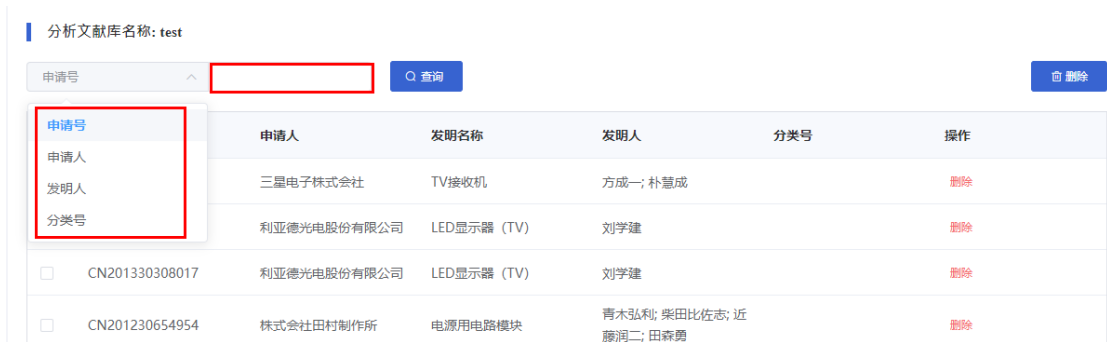 分析文献库名称: test
申请号
查询
删除
申请号
申请人
发明人
分类号
申请人 发明名称 发明人 分类号 操作
三星电子株式会社 TV接收机 方成一; 朴慧成 删除
利亚德光电股份有限公司 LED显示器（TV） 刘学建 删除
CN201330308017 利亚德光电股份有限公司 LED显示器（TV） 刘学建 删除
CN201230654954 株式会社田村制作所 电源用电路模块 青木弘利; 柴田比佐志; 近
藤润二; 田森勇 删除